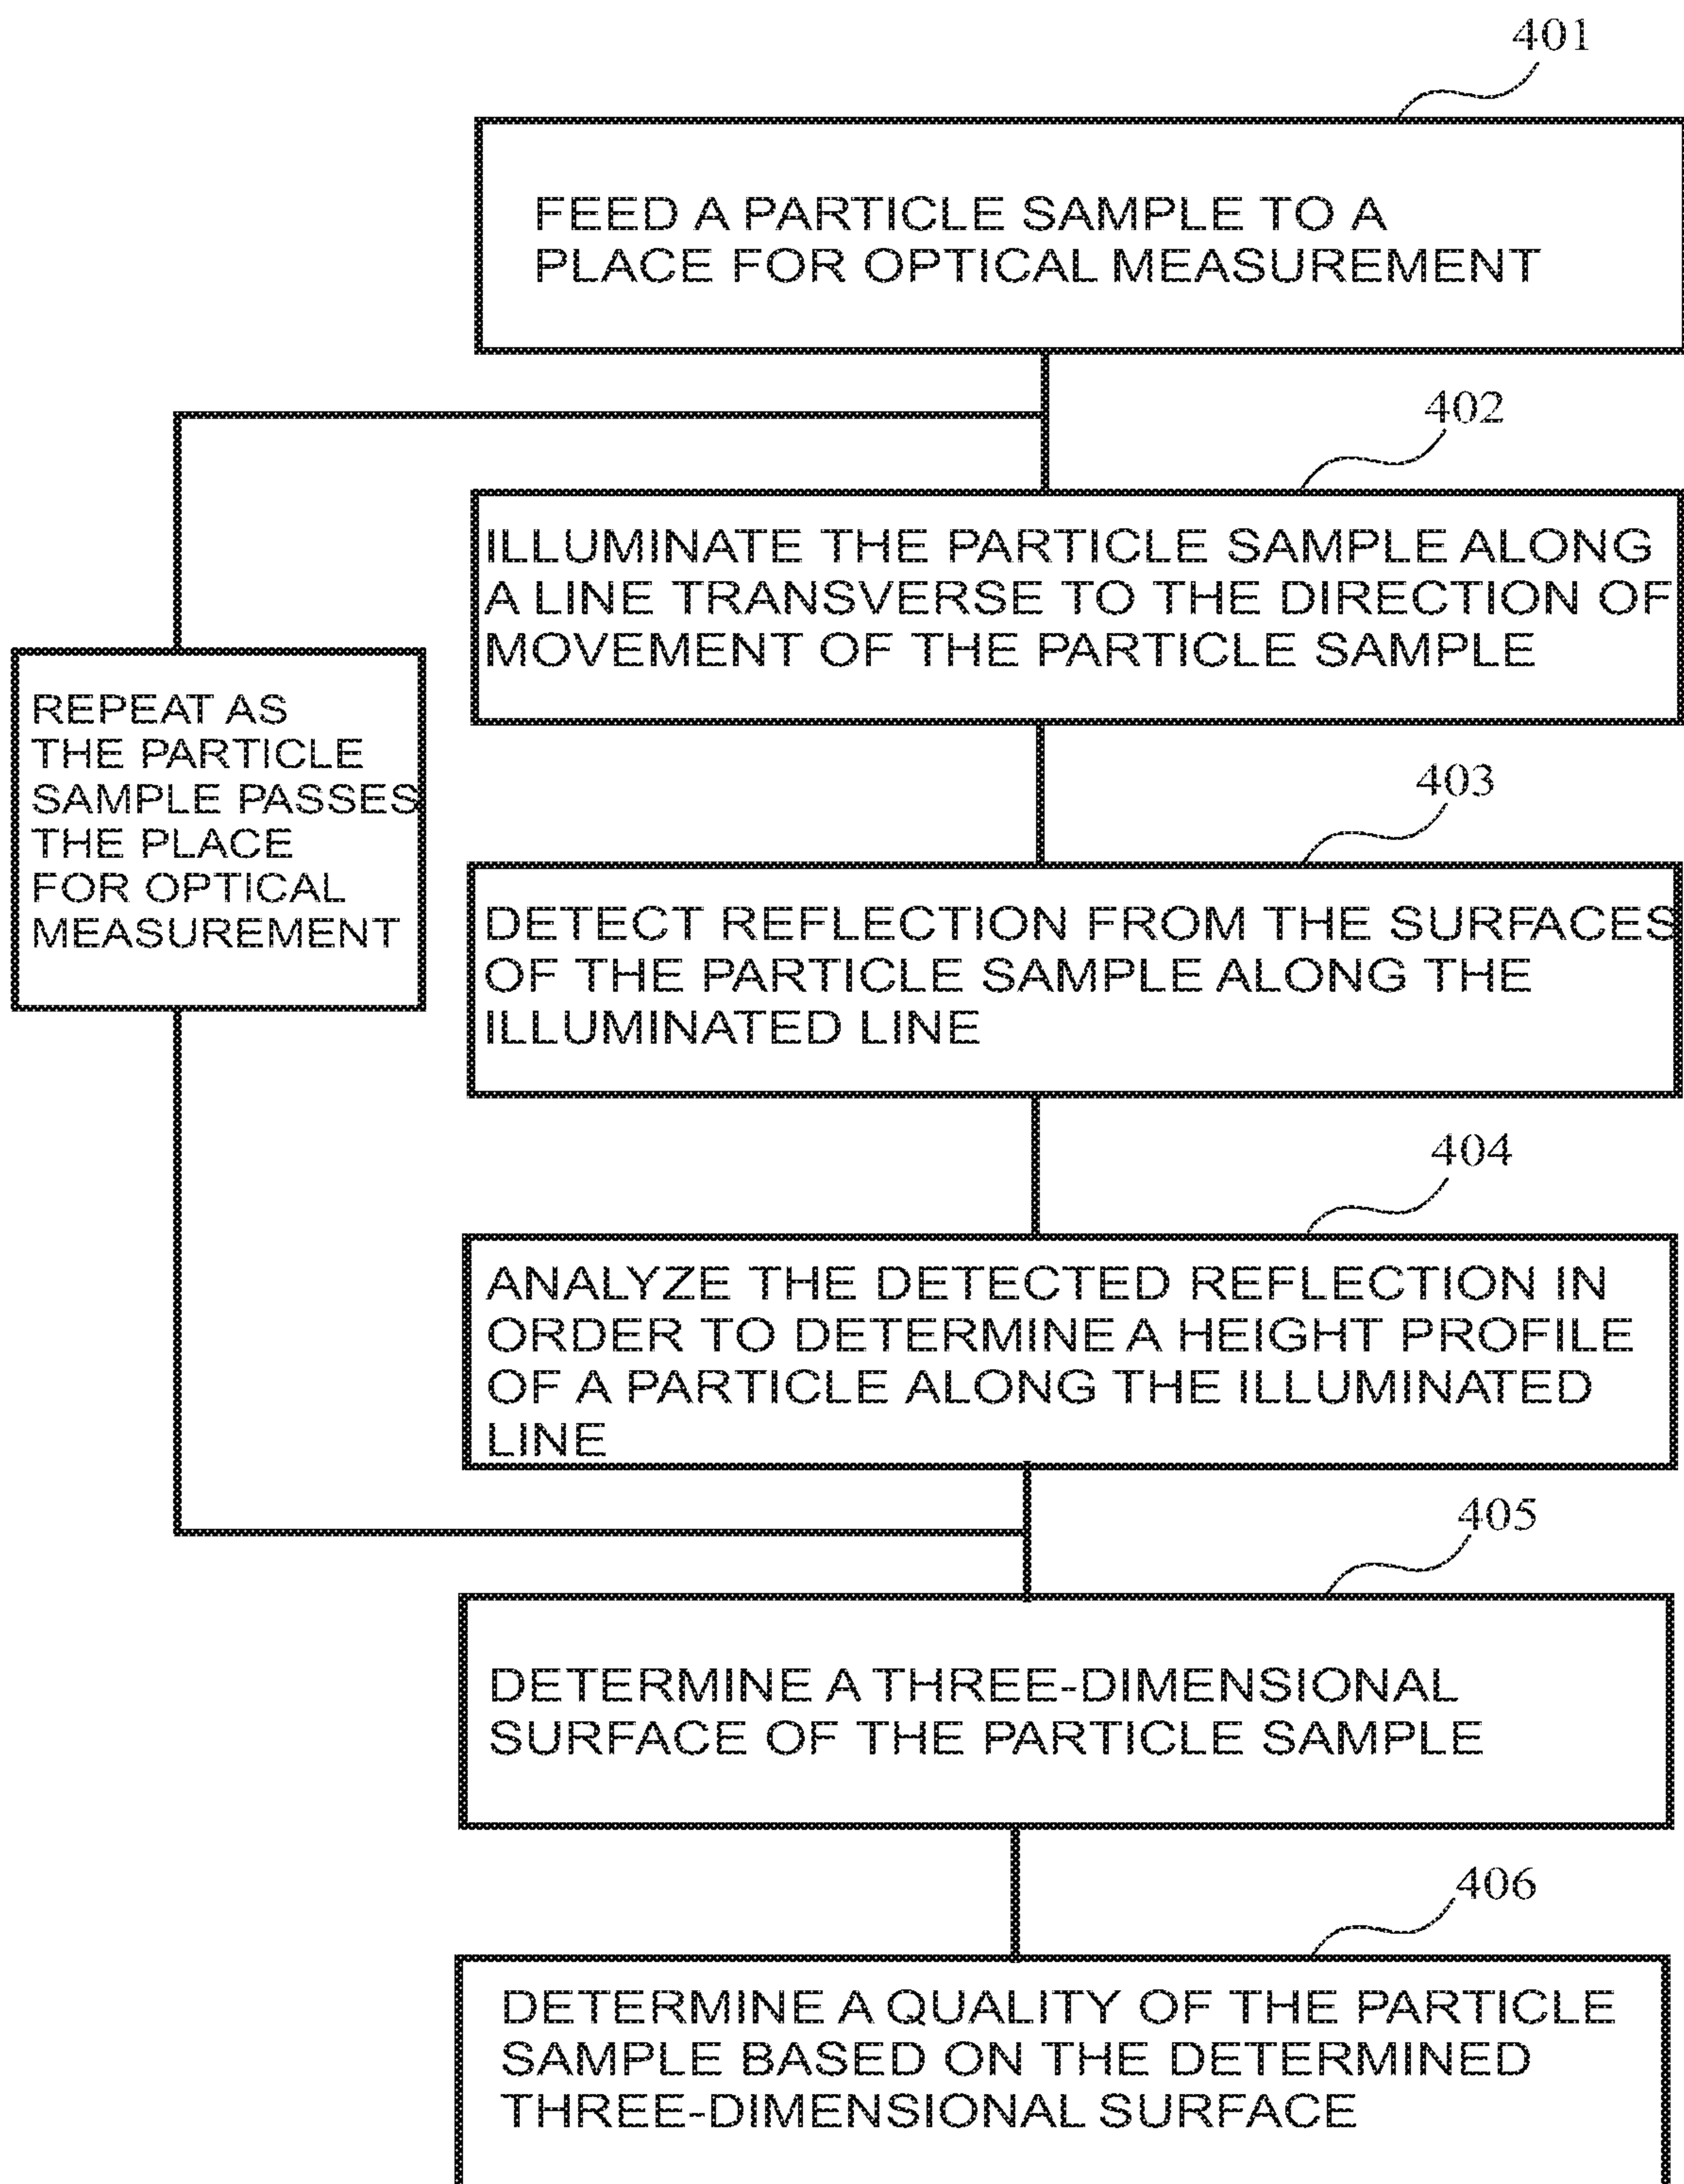 401
FEED A PARTICLE SAMPLE TO A
PLACE FOR OPTICAL MEASUREMENT
402
ILLUMINATE THE PARTICLE SAMPLE ALONG
A LINE TRANSVERSE TO THE DIRECTION OF
MOVEMENT OF THE PARTICLE SAMPLE
REPEAT AS
THE PARTICLE
SAMPLE PASSES
THE PLACE
FOR OPTICAL
MEASUREMENT
403
DETECT REFLECTION FROM THE SURFACES
OF THE PARTICLE SAMPLE ALONG THE
ILLUMINATED LINE
404
ANALYZE THE DETECTED REFLECTION IN
ORDER TO DETERMINE A HEIGHT PROFILE
OF A PARTICLE ALONG THE ILLUMINATED
LINE
405
DETERMINE A THREE-DIMENSIONAL
SURFACE OF THE PARTICLE SAMPLE
406
DETERMINE A QUALITY OF THE PARTICLE
SAMPLE BASED ON THE DETERMINED
THREE-DIMENSIONAL SURFACE